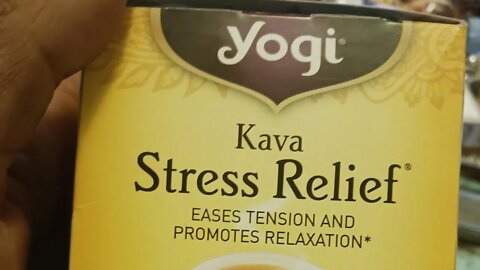 yogi®
Kava
Stress Relief®
EASES TENSION AND
PROMOTES RELAXATION*